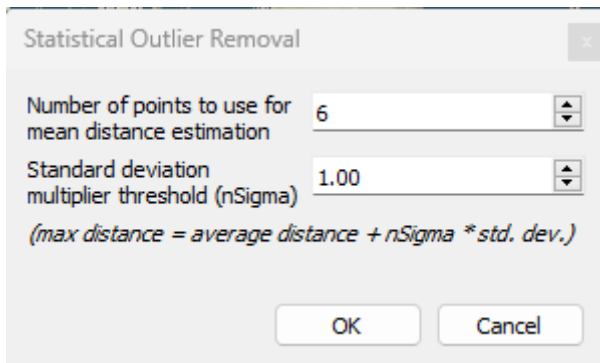 Statistical Outlier Removal
x
Number of points to use for
mean distance estimation
6
Standard deviation
multiplier threshold (nSigma)
1.00
(max distance = average distance + nSigma * std. dev.)
OK
Cancel